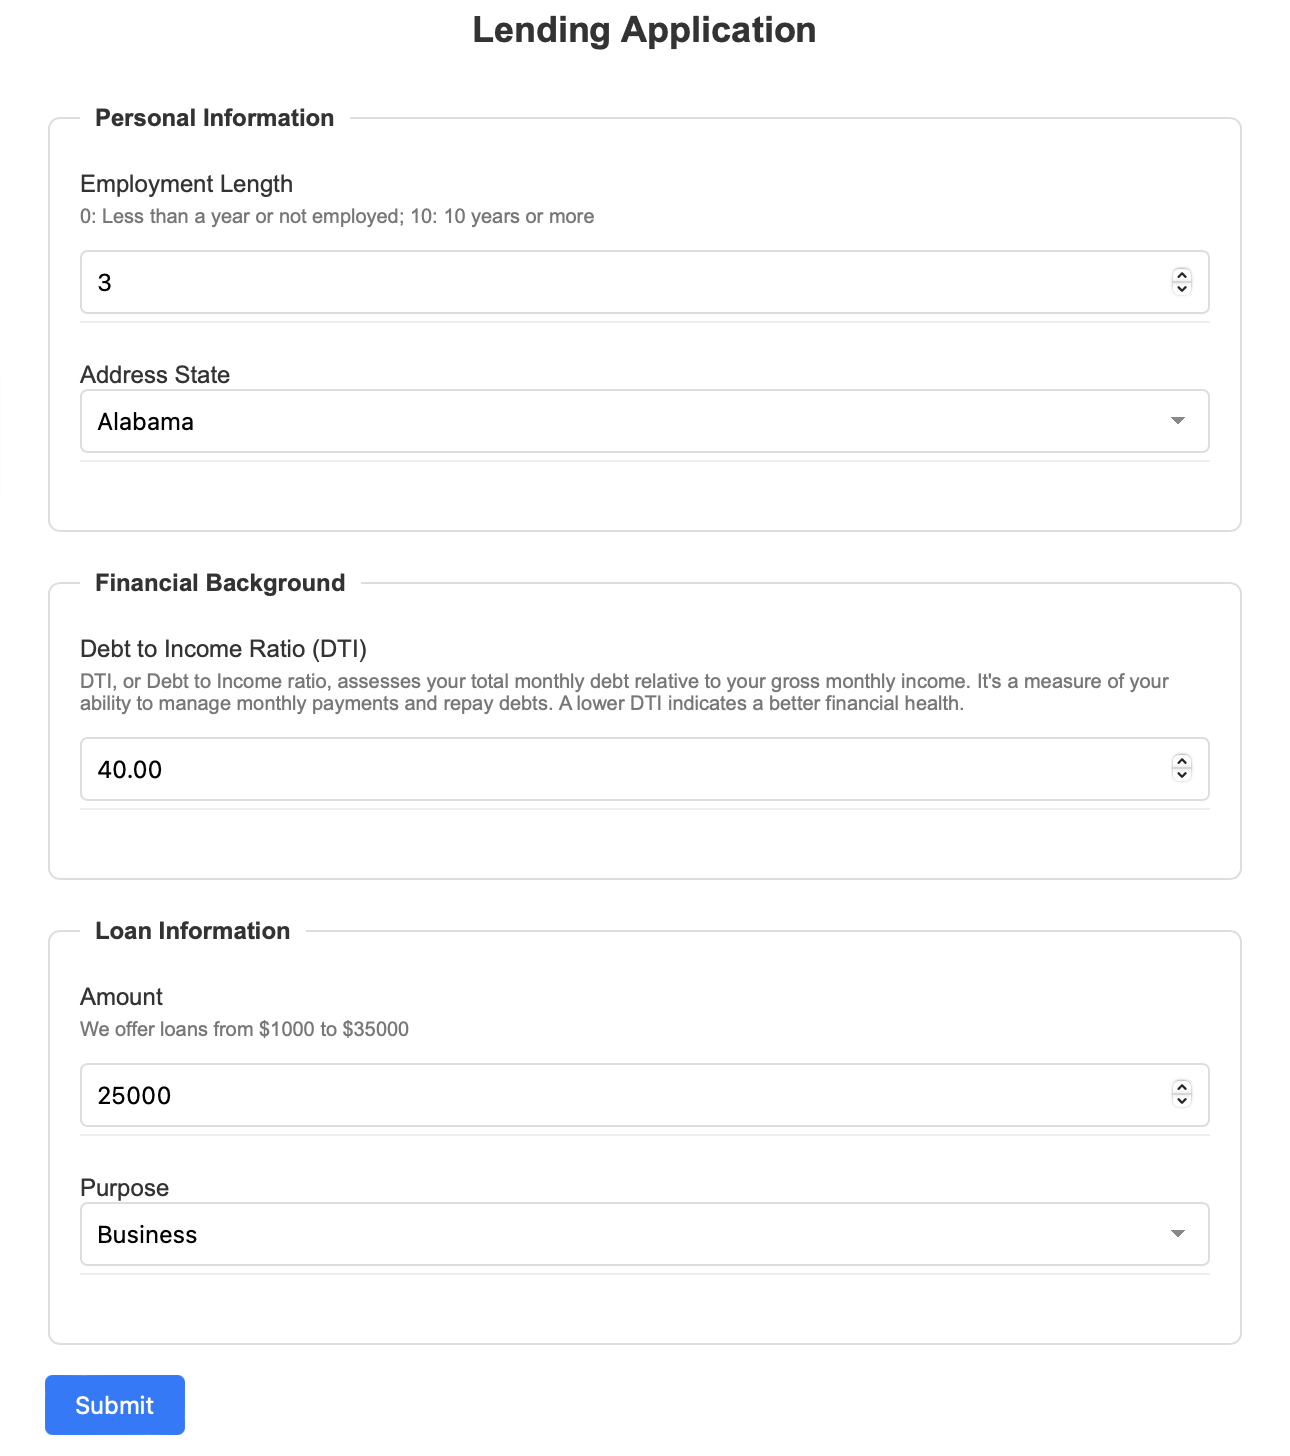 Lending Application
Personal Information
Employment Length
0: Less than a year or not employed; 10: 10 years or more
3
Address State
Alabama
Financial Background
Debt to Income Ratio (DTI)
DTI, or Debt to Income ratio, assesses your total monthly debt relative to your gross monthly income. It's a measure of your
ability to manage monthly payments and repay debts. A lower DTI indicates a better financial health.
40.00
Loan Information
Amount
We offer loans from $1000 to $35000
25000
Purpose
Business
Submit